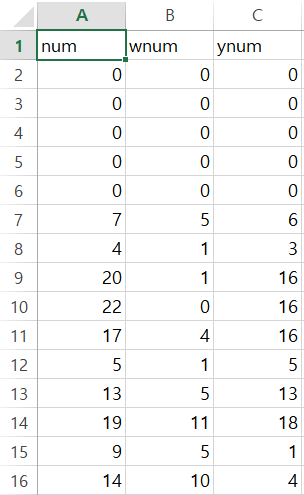 A B C
1 num wnum ynum
2 0 0 0
3 0 0 0
4 0 0 0
5 0 0 0
6 0 0 0
7 7 5 6
8 4 1 3
9 20 1 16
10 22 0 16
11 17 4 16
12 5 1 5
13 13 5 13
14 19 11 18
15 9 5 1
16 14 10 4